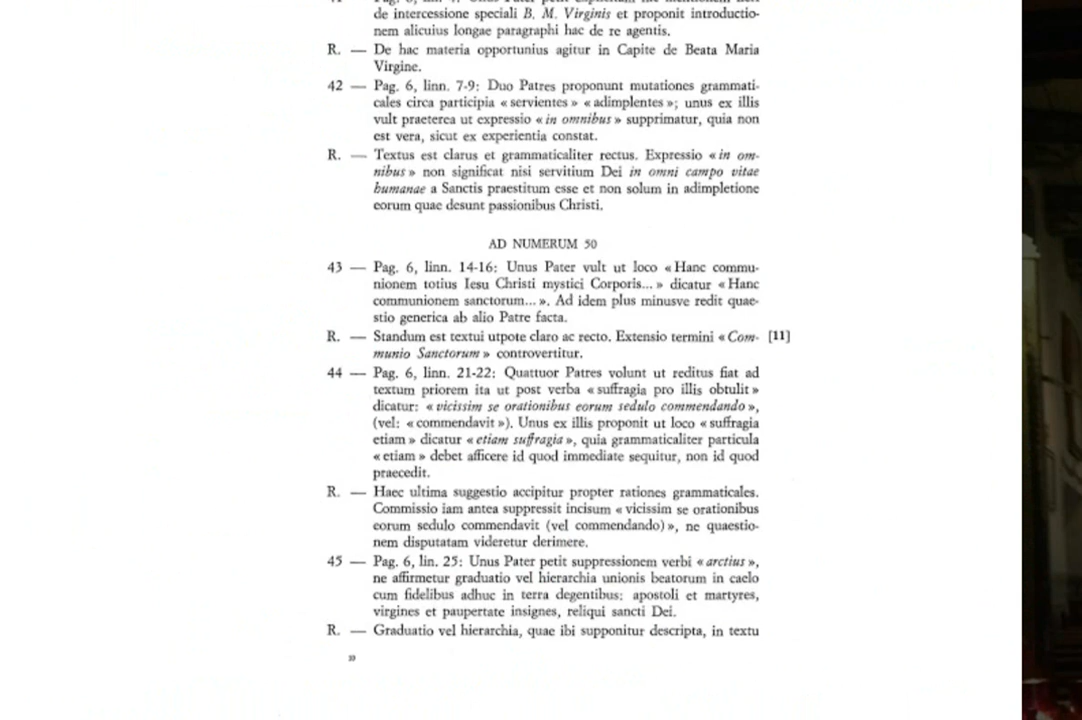 de intercessione speciali B. M. Virginis et proponit introductio-
nem alicuius longae paragraphi hac de re agentis.
R. — De hac materia opportunius agitur in Capite de Beata Maria
Virgine.
42 — Pag. 6, linn. 7-9: Duo Patres proponunt mutationes grammati-
cales circa participia « servientes » « adimplentes »; unus ex illis
vult praeterea ut expressio « in omnibus » supprimatur, quia non
est vera, sicut ex experientia constat.
R. — Textus est clarus et grammaticaliter rectus. Expressio « in om-
nibus » non significat nisi servitium Dei in omni campo vitae
humanae a Sanctis praestitum esse et non solum in adimpletione
eorum quae desunt passionibus Christi.
AD NUMERUM 50
43 — Pag. 6, linn. 14-16: Unus Pater vult ut loco « Hanc commu-
nionem totius Iesu Christi mystici Corporis... » dicatur « Hanc
communionem sanctorum... ». Ad idem plus minusve redit quae-
stio generica ab alio Patre facta.
R. — Standum est textui utpote claro ac recto. Extensio termini « Com- [11]
munio Sanctorum » controvertitur.
44 — Pag. 6, linn. 21-22: Quattuor Patres volunt ut reditus fiat ad
textum priorem ita ut post verba « suffragia pro illis obtulit »
dicatur: « vicissim se orationibus eorum sedulo commendando »,
(vel: « commendavit »). Unus ex illis proponit ut loco « suffragia
etiam » dicatur « etiam suffragia », quia grammaticaliter particula
« etiam » debet afficere id quod immediate sequitur, non id quod
praecedit.
R. — Haec ultima suggestio accipitur propter rationes grammaticales.
Commissio iam antea suppressit incisum « vicissim se orationibus
eorum sedulo commendavit (vel commendando) », ne quaestio-
nem disputatam videretur derimere.
45 — Pag. 6, lin. 25: Unus Pater petit suppressionem verbi « arctius »,
ne affirmetur graduatio vel hierarchia unionis beatorum in caelo
cum fidelibus adhuc in terra degentibus: apostoli et martyres,
virgines et paupertate insignes, reliqui sancti Dei.
R. — Graduatio vel hierarchia, quae ibi supponitur descripta, in textu